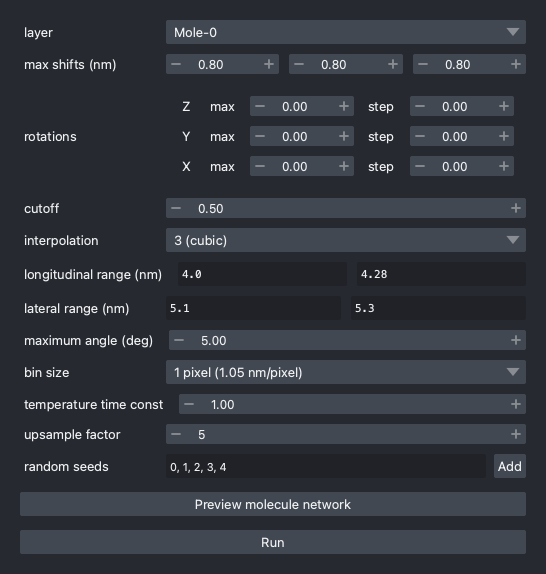 layer Mole-0
max shifts (nm) 0.80 0.80 0.80
Z max 0.00 step 0.00
rotations Y max 0.00 step 0.00
X max 0.00 step 0.00
cutoff 0.50
interpolation 3 (cubic)
longitudinal range (nm) 4.0 4.28
lateral range (nm) 5.1 5.3
maximum angle (deg) 5.00
bin size 1 pixel (1.05 nm/pixel)
temperature time const 1.00
upsample factor 5
random seeds 0, 1, 2, 3, 4 Add
Preview molecule network
Run